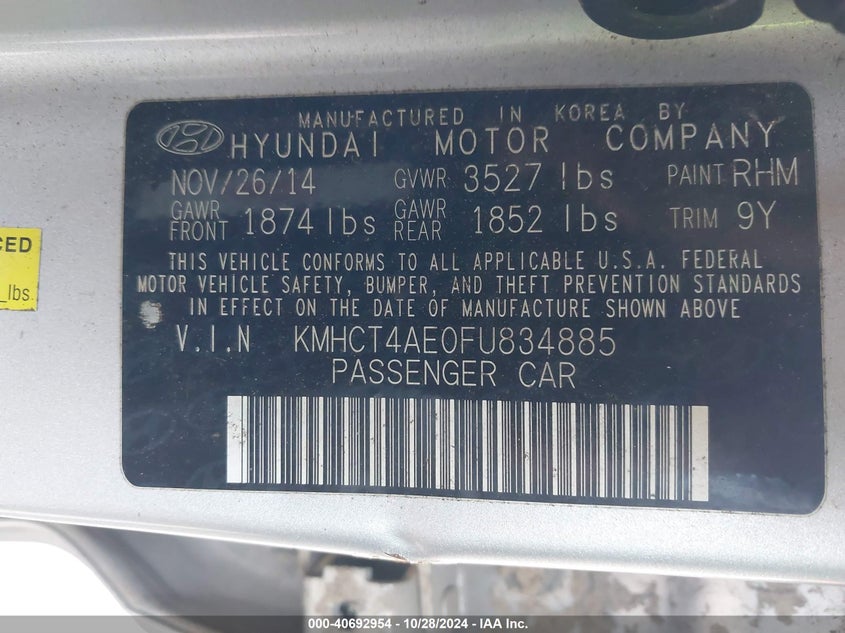 MANUFACTURED IN KOREA BY
HYUNDAI MOTOR COMPANY
NOV/26/14 GVWR 3527 lbs PAINT RHM
GAWR FRONT 1874 lbs GAWR REAR 1852 lbs TRIM 9Y
THIS VEHICLE CONFORMS TO ALL APPLICABLE U.S.A. FEDERAL
MOTOR VEHICLE SAFETY, BUMPER, AND THEFT PREVENTION STANDARDS
IN EFFECT ON THE DATE OF MANUFACTURE SHOWN ABOVE
V.I.N KMHCT4AE0FU834885
PASSENGER CAR
lbs
000-40692954 - 10/28/2024 - IAA Inc.